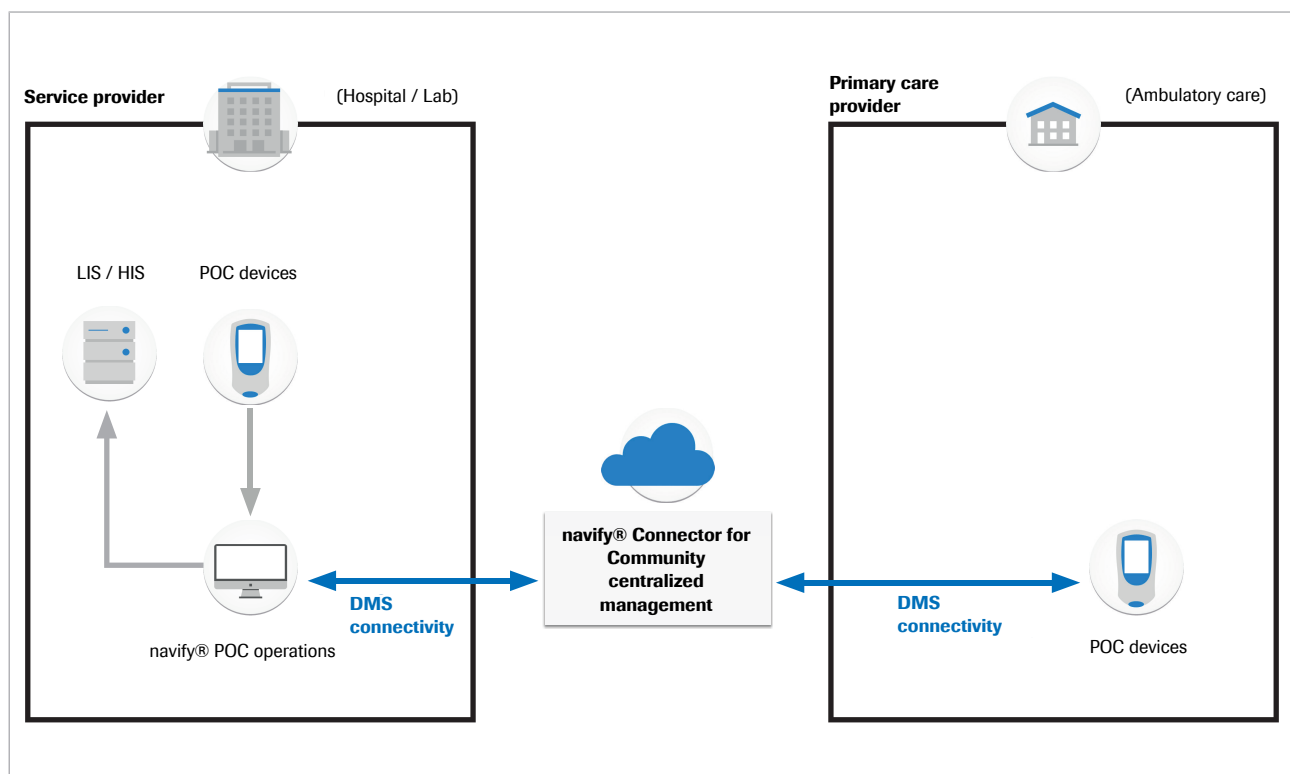 Service provider
(Hospital / Lab)
Primary care
provider
(Ambulatory care)
LIS / HIS
POC devices
navify® Connector for
Community
centralized
management
DMS
connectivity
navify® POC operations
DMS
connectivity
POC devices